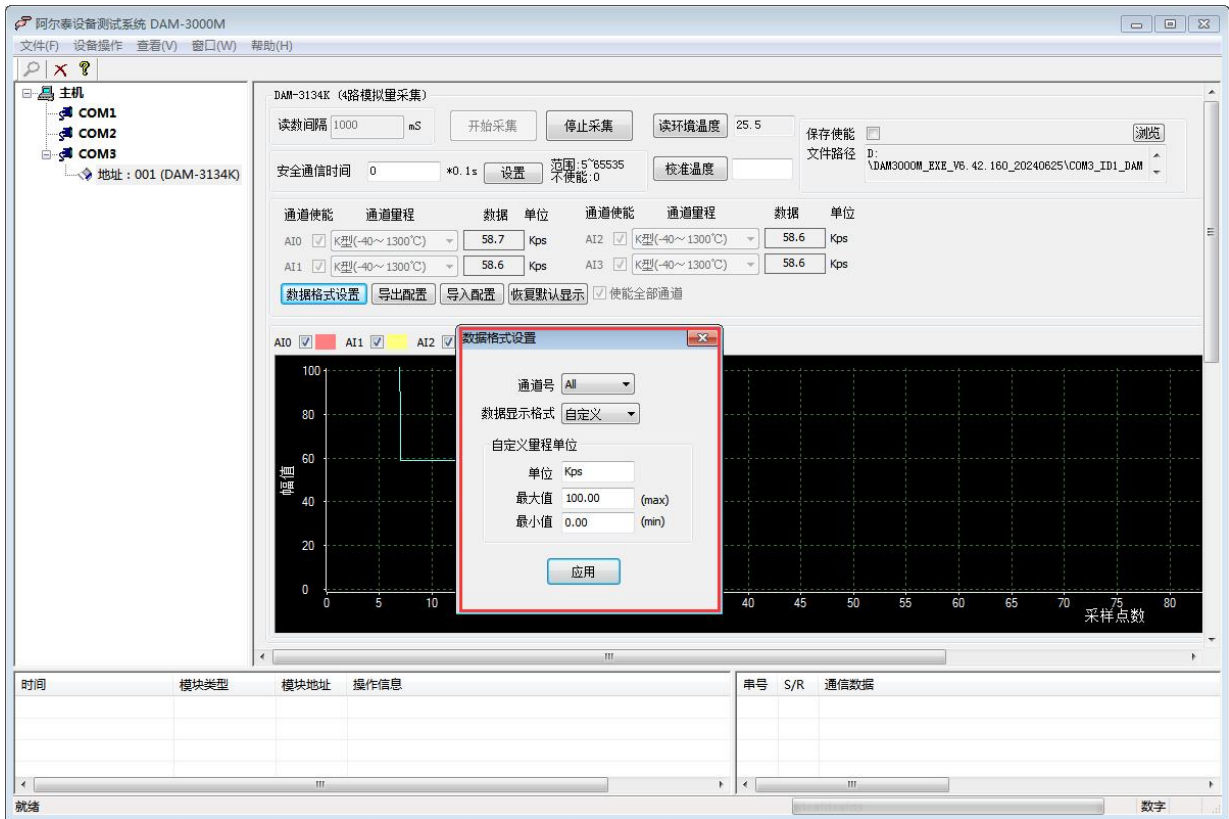 阿尔泰设备测试系统 DAM-3000M
文件(F) 设备操作 查看(V) 窗口(W) 帮助(H)
主机
COM1
COM2
COM3
地址：001 (DAM-3134K)
DAM-3134K (4路模拟量采集)
读数间隔 1000 mS 开始采集 停止采集 读环境温度 25.5
安全通信时间 0 *0.1s 设置 范围:5~65535
不使能:0
校准温度
保存使能 浏览
文件路径 D:
\DAM3000M_EXE_V6.42.160_20240625\COM3_ID1_DAM
通道使能 通道量程 数据 单位 通道使能 通道量程 数据 单位
AI0 K型(-40～1300℃) 58.7 Kps AI2 K型(-40～1300℃) 58.6 Kps
AI1 K型(-40～1300℃) 58.6 Kps AI3 K型(-40～1300℃) 58.6 Kps
数据格式设置 导出配置 导入配置 恢复默认显示 使能全部通道
AI0 AI1 AI2
数据格式设置
通道号 All
数据显示格式 自定义
自定义量程单位
单位 Kps
最大值 100.00 (max)
最小值 0.00 (min)
应用
幅值
100
80
60
40
20
0
0 5 10 40 45 50 55 60 65 70 75 80
采样点数
时间 模块类型 模块地址 操作信息 串号 S/R 通信数据
就绪 数字